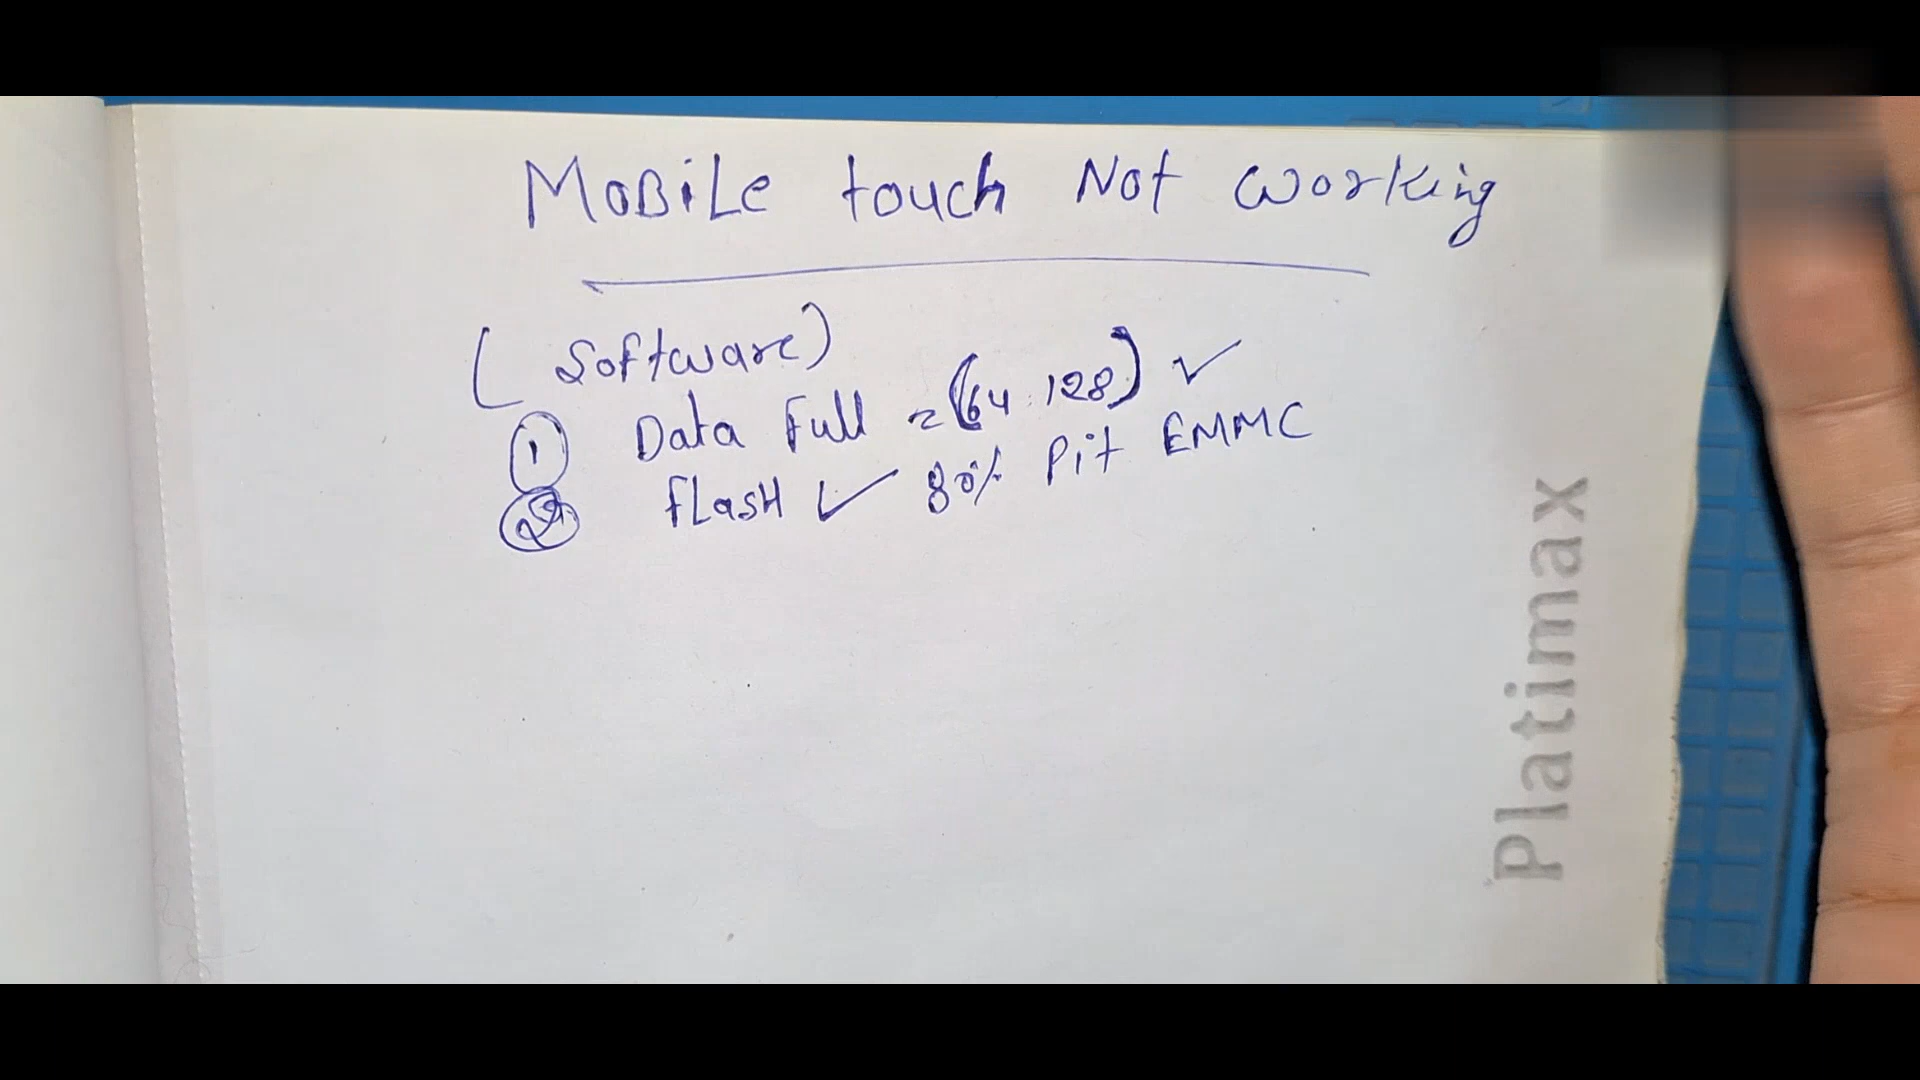 MoBiLe touch Not working
(Software)
① Data Full = (64 128) ✓
② FLasH ✓ 80% Pit EMMC
Platimax